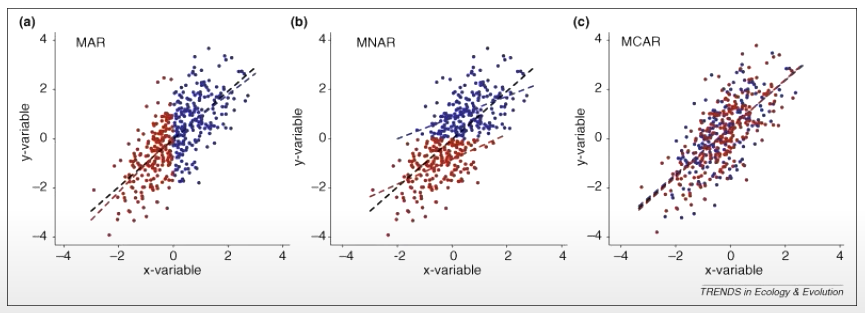 (a)
MAR
4
2
0
−2
−4
y-variable
−4 −2 0 2 4
x-variable
(b)
MNAR
4
2
0
−2
−4
y-variable
−4 -2 0 2 4
x-variable
(c)
MCAR
4
2
0
−2
−4
y-variable
−4 −2 0 2 4
x-variable
TRENDS in Ecology & Evolution